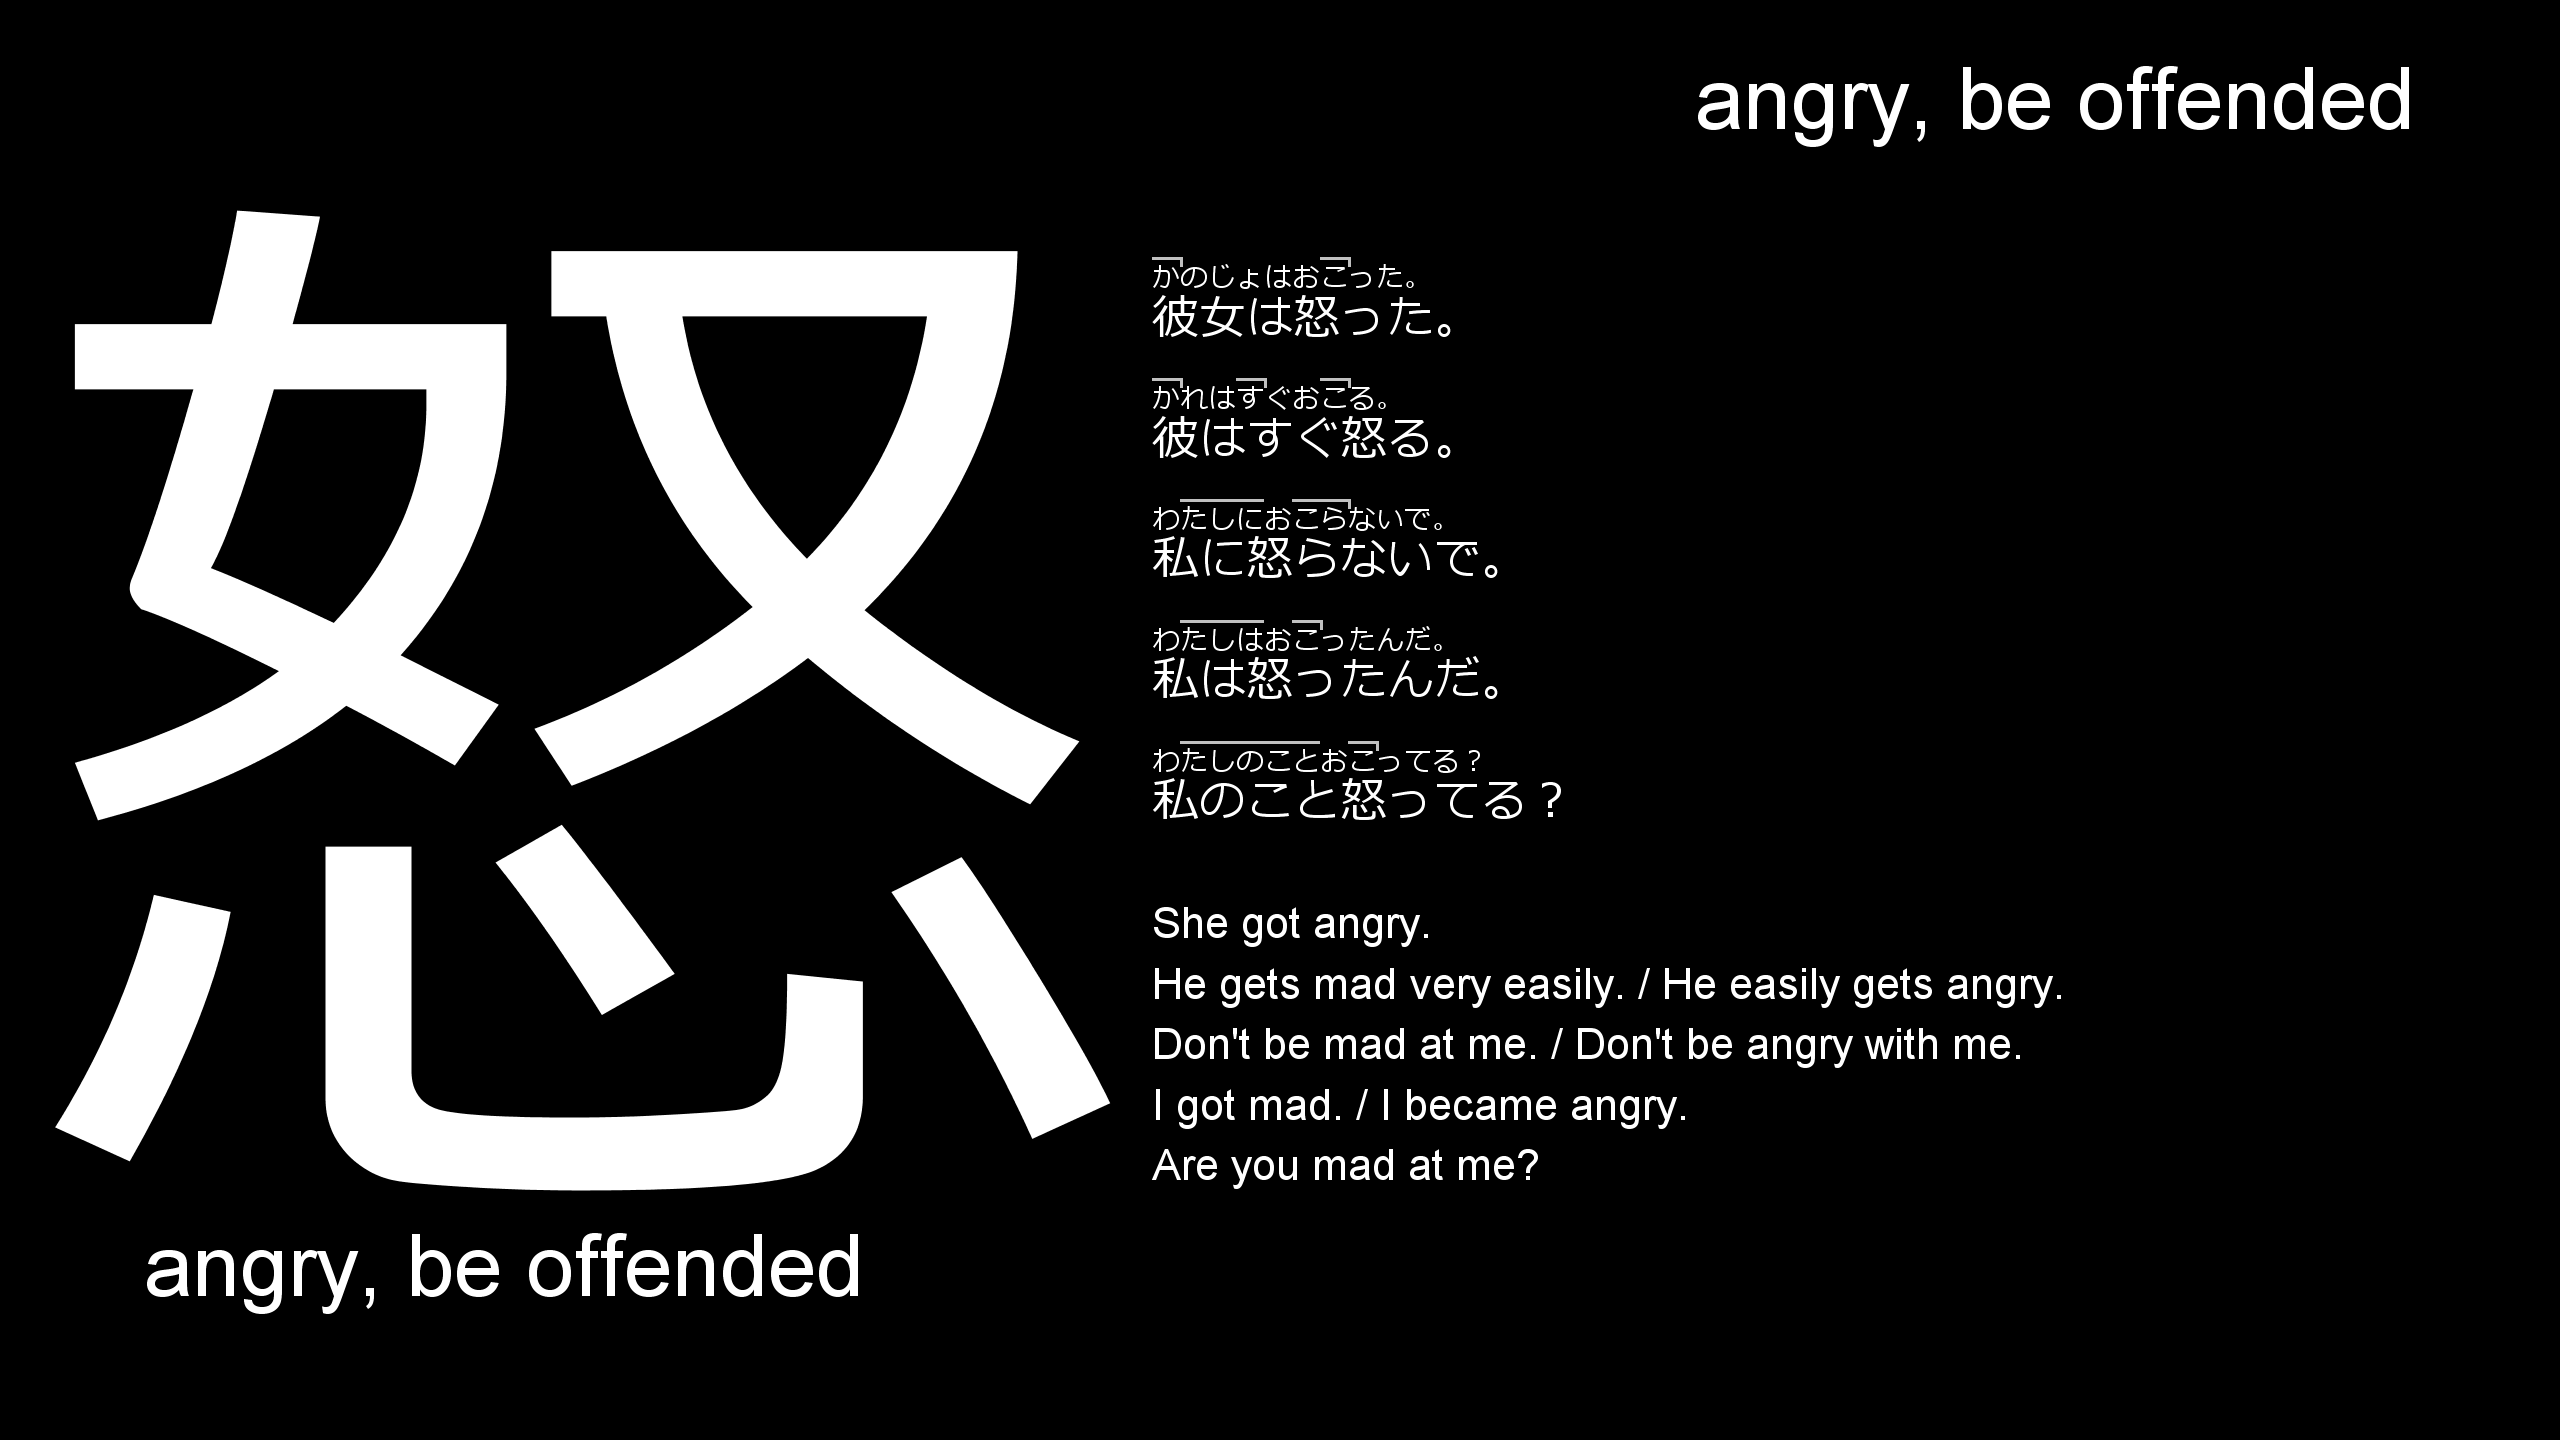 angry, be offended
怒
かのじょはおこった。
彼女は怒った。
かれはすぐおこる。
彼はすぐ怒る。
わたしにおこらないで。
私に怒らないで。
わたしはおこったんだ。
私は怒ったんだ。
わたしのことおこってる？
私のこと怒ってる？
She got angry.
He gets mad very easily. / He easily gets angry.
Don't be mad at me. / Don't be angry with me.
I got mad. / I became angry.
Are you mad at me?
angry, be offended